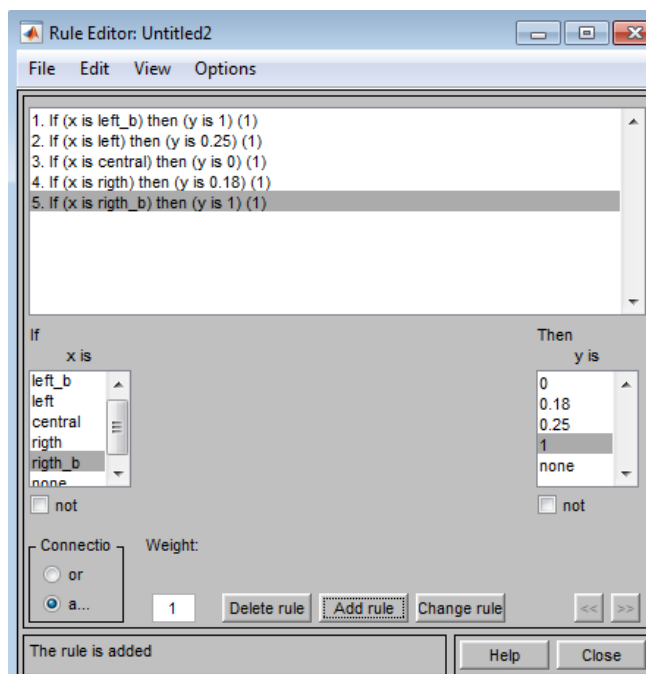 Rule Editor: Untitled2
File Edit View Options
1. If (x is left_b) then (y is 1) (1)
2. If (x is left) then (y is 0.25) (1)
3. If (x is central) then (y is 0) (1)
4. If (x is rigth) then (y is 0.18) (1)
5. If (x is rigth_b) then (y is 1) (1)
If
x is
left_b
left
central
rigth
rigth_b
none
not
Then
y is
0
0.18
0.25
1
none
not
Connectio
or
a...
Weight:
1
Delete rule Add rule Change rule << >>
The rule is added
Help Close